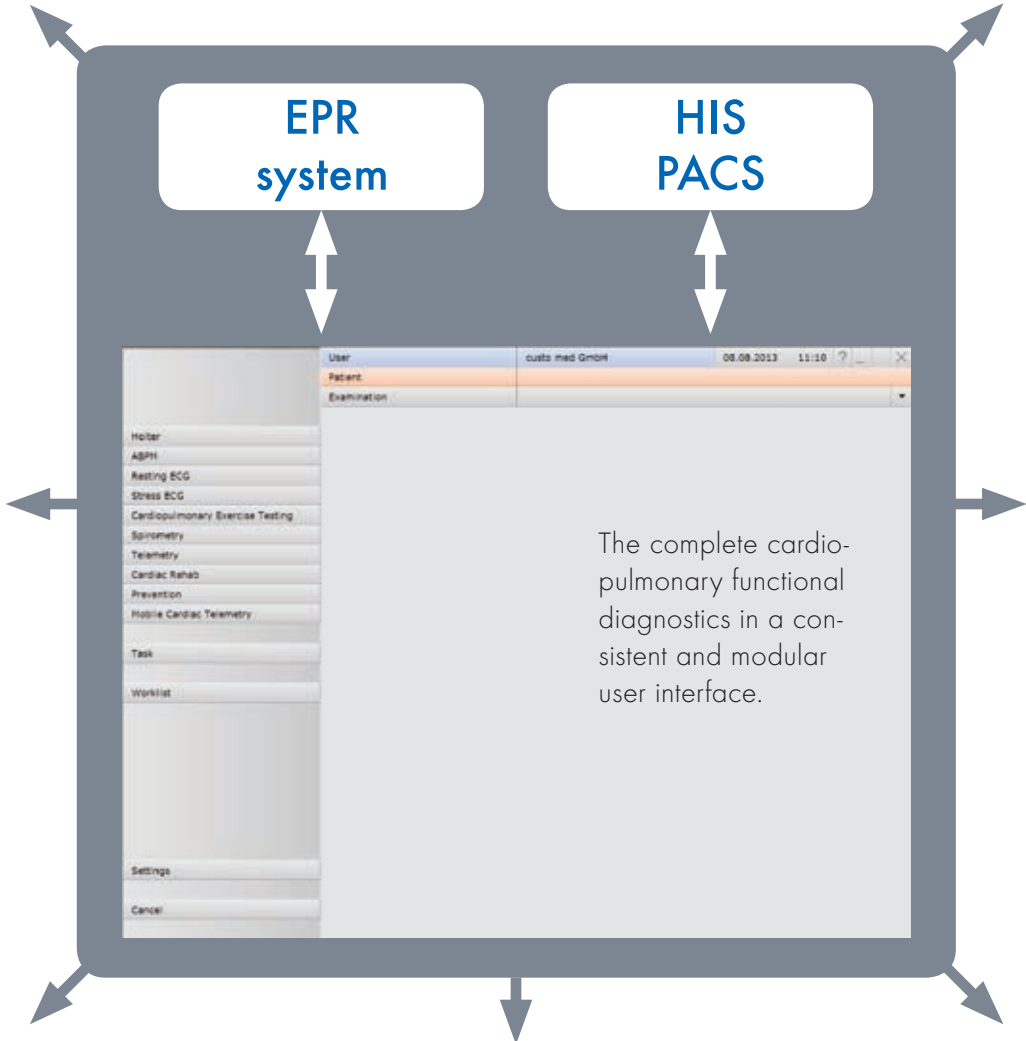 EPR
system
HIS
PACS
User custo med GmbH 08.08.2013 11:10 ? _ X
Patient
Examination
Holter
ABPM
Resting ECG
Stress ECG
Cardiopulmonary Exercise Testing
Spirometry
Telemetry
Cardiac Rehab
Prevention
Mobile Cardiac Telemetry
Task
Worklist
Settings
Cancel
The complete cardio-
pulmonary functional
diagnostics in a con-
sistent and modular
user interface.